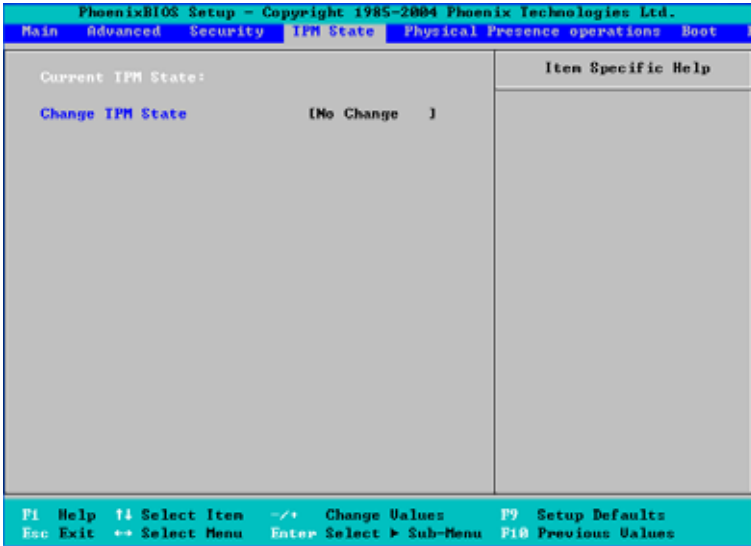 PhoenixBIOS Setup - Copyright 1985-2004 Phoenix Technologies Ltd.
Main Advanced Security TPM State Physical Presence operations Boot
Item Specific Help
Current TPM State:
Change TPM State [No Change ]
F1 Help ↑↓ Select Item -/+ Change Values F9 Setup Defaults
Esc Exit ↔ Select Menu Enter Select ▶ Sub-Menu F10 Previous Values